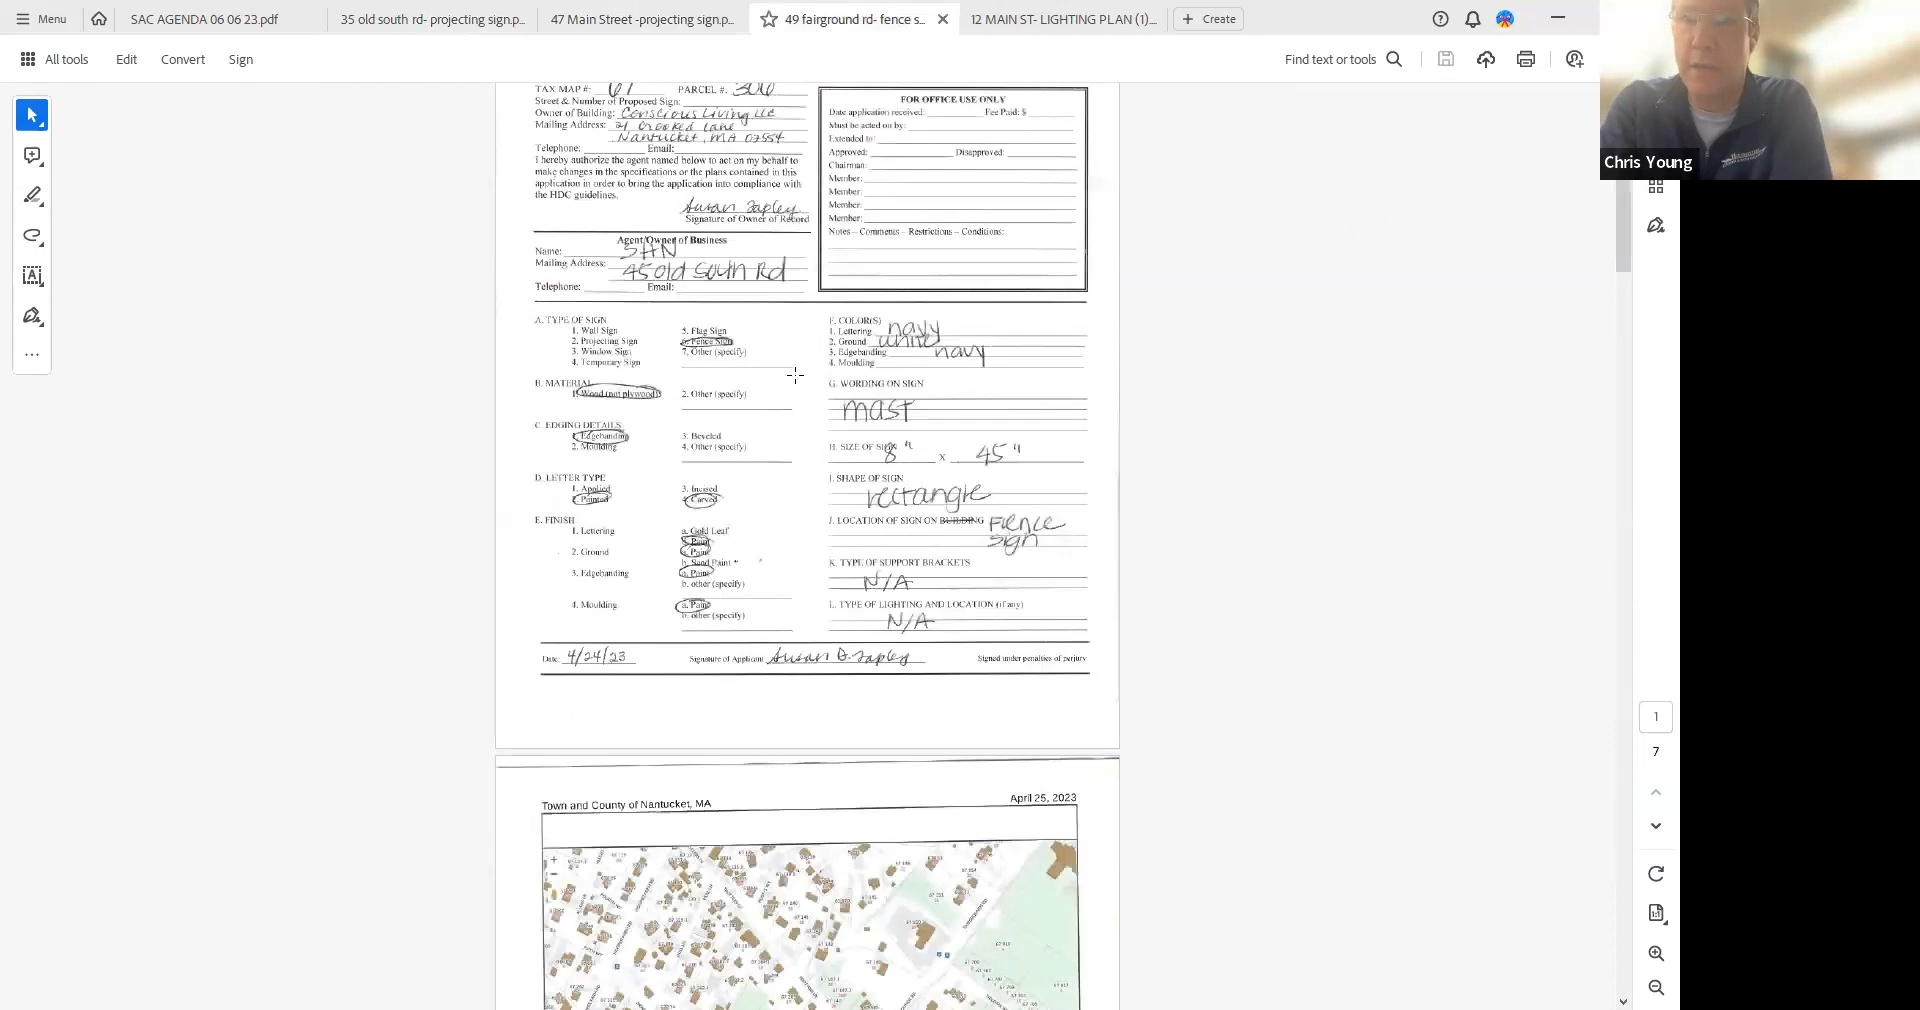 Menu
SAC AGENDA 06 06 23.pdf
35 old south rd- projecting sign.p...
47 Main Street -projecting sign.p...
49 fairground rd- fence s...
12 MAIN ST- LIGHTING PLAN (1)....
Create
All tools
Edit
Convert
Sign
Find text or tools
Chris Young
TAX MAP #: 67 PARCEL #: 306
Street & Number of Proposed Sign:
Owner of Building: Conscious Living LLC
Mailing Address: 21 Crooked Lane
Nantucket, MA 02554
Telephone: Email:
I hereby authorize the agent named below to act on my behalf to
make changes in the specifications or the plans contained in this
application in order to bring the application into compliance with
the HDC guidelines.
Susan Tapley
Signature of Owner of Record
Agent/Owner of Business
Name: SHN
Mailing Address: 45 old South Rd
Telephone: Email:
FOR OFFICE USE ONLY
Date application received: Fee Paid: $
Must be acted on by:
Extended to:
Approved: Disapproved:
Chairman:
Member:
Member:
Member:
Member:
Notes – Comments – Restrictions – Conditions:
A. TYPE OF SIGN
1. Wall Sign 5. Flag Sign
2. Projecting Sign 6. Fence Sign
3. Window Sign 7. Other (specify)
4. Temporary Sign
B. MATERIAL
1. Wood (not plywood) 2. Other (specify)
C. EDGING DETAILS
1. Edgebanding 3. Beveled
2. Moulding 4. Other (specify)
D. LETTER TYPE
1. Applied 3. Incised
2. Painted 4. Carved
E. FINISH
1. Lettering a. Gold Leaf
b. Paint
2. Ground a. Paint
b. Sand Paint
3. Edgebanding a. Paint
b. other (specify)
4. Moulding a. Paint
b. other (specify)
F. COLOR(S)
1. Lettering navy
2. Ground white
3. Edgebanding navy
4. Moulding
G. WORDING ON SIGN
mast
H. SIZE OF SIGN
8" x 45"
I. SHAPE OF SIGN
rectangle
J. LOCATION OF SIGN ON BUILDING Fence
sign
K. TYPE OF SUPPORT BRACKETS
N/A
L. TYPE OF LIGHTING AND LOCATION (if any)
N/A
Date: 4/24/23 Signature of Applicant Susan B. Tapley Signed under penalties of perjury
Town and County of Nantucket, MA April 25, 2023
1
7